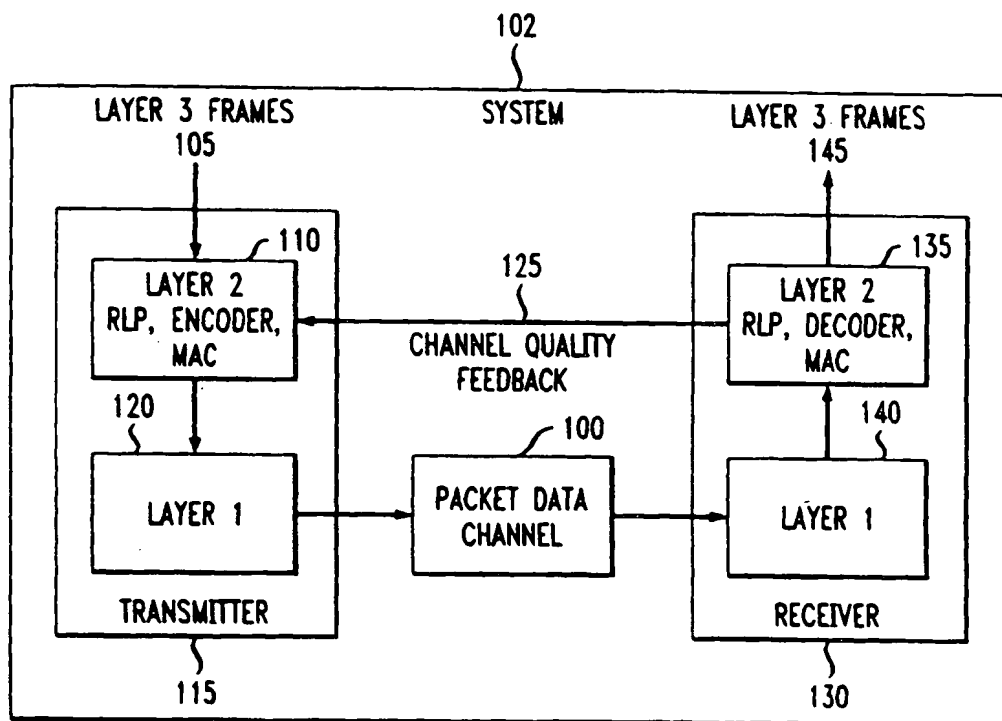 102
LAYER 3 FRAMES
105
SYSTEM
LAYER 3 FRAMES
145
110
LAYER 2
RLP, ENCODER,
MAC
125
CHANNEL QUALITY
FEEDBACK
135
LAYER 2
RLP, DECODER,
MAC
120
LAYER 1
100
PACKET DATA
CHANNEL
140
LAYER 1
TRANSMITTER
RECEIVER
115
130